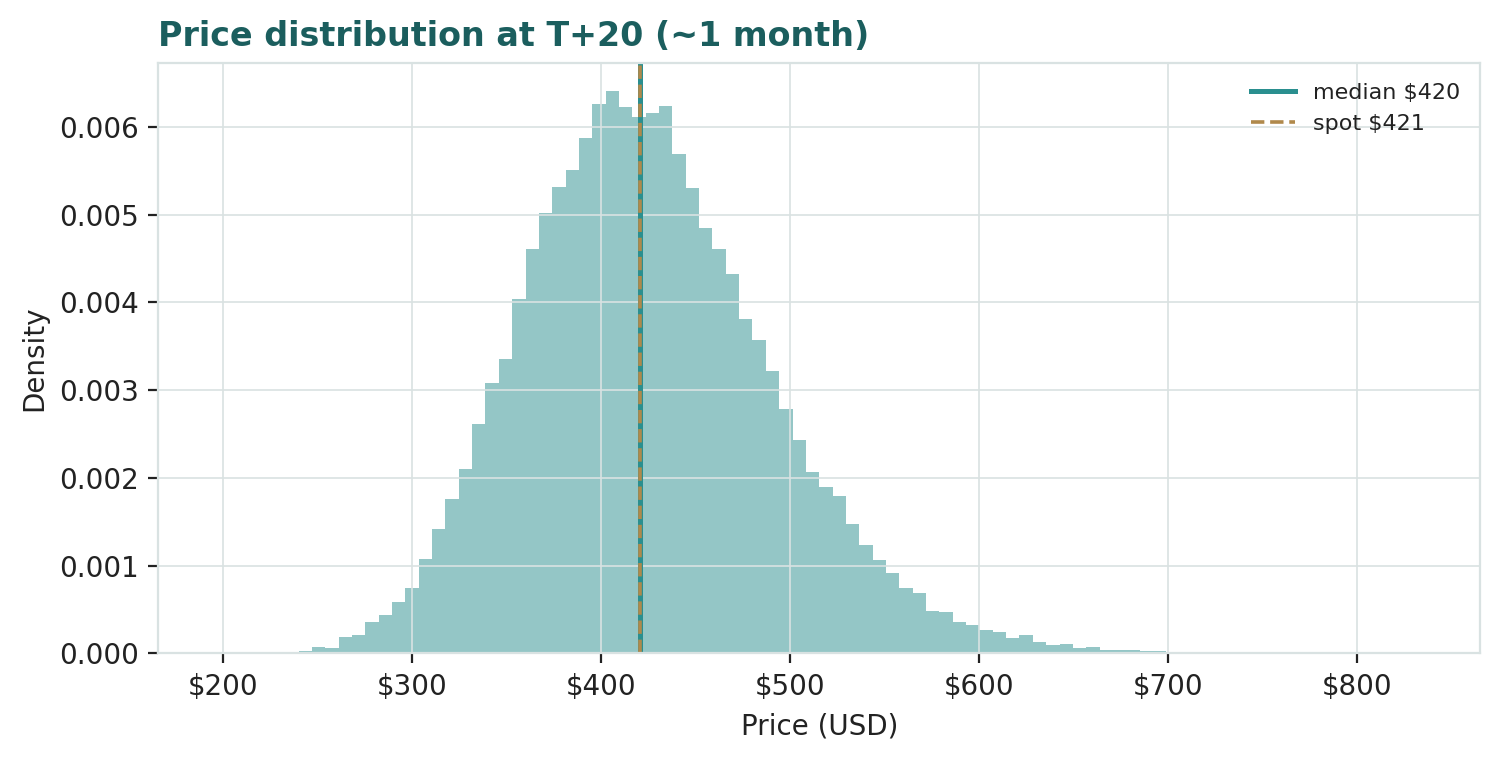 Price distribution at T+20 (~1 month)
median $420
spot $421
Density
0.006
0.005
0.004
0.003
0.002
0.001
0.000
$200 $300 $400 $500 $600 $700 $800
Price (USD)